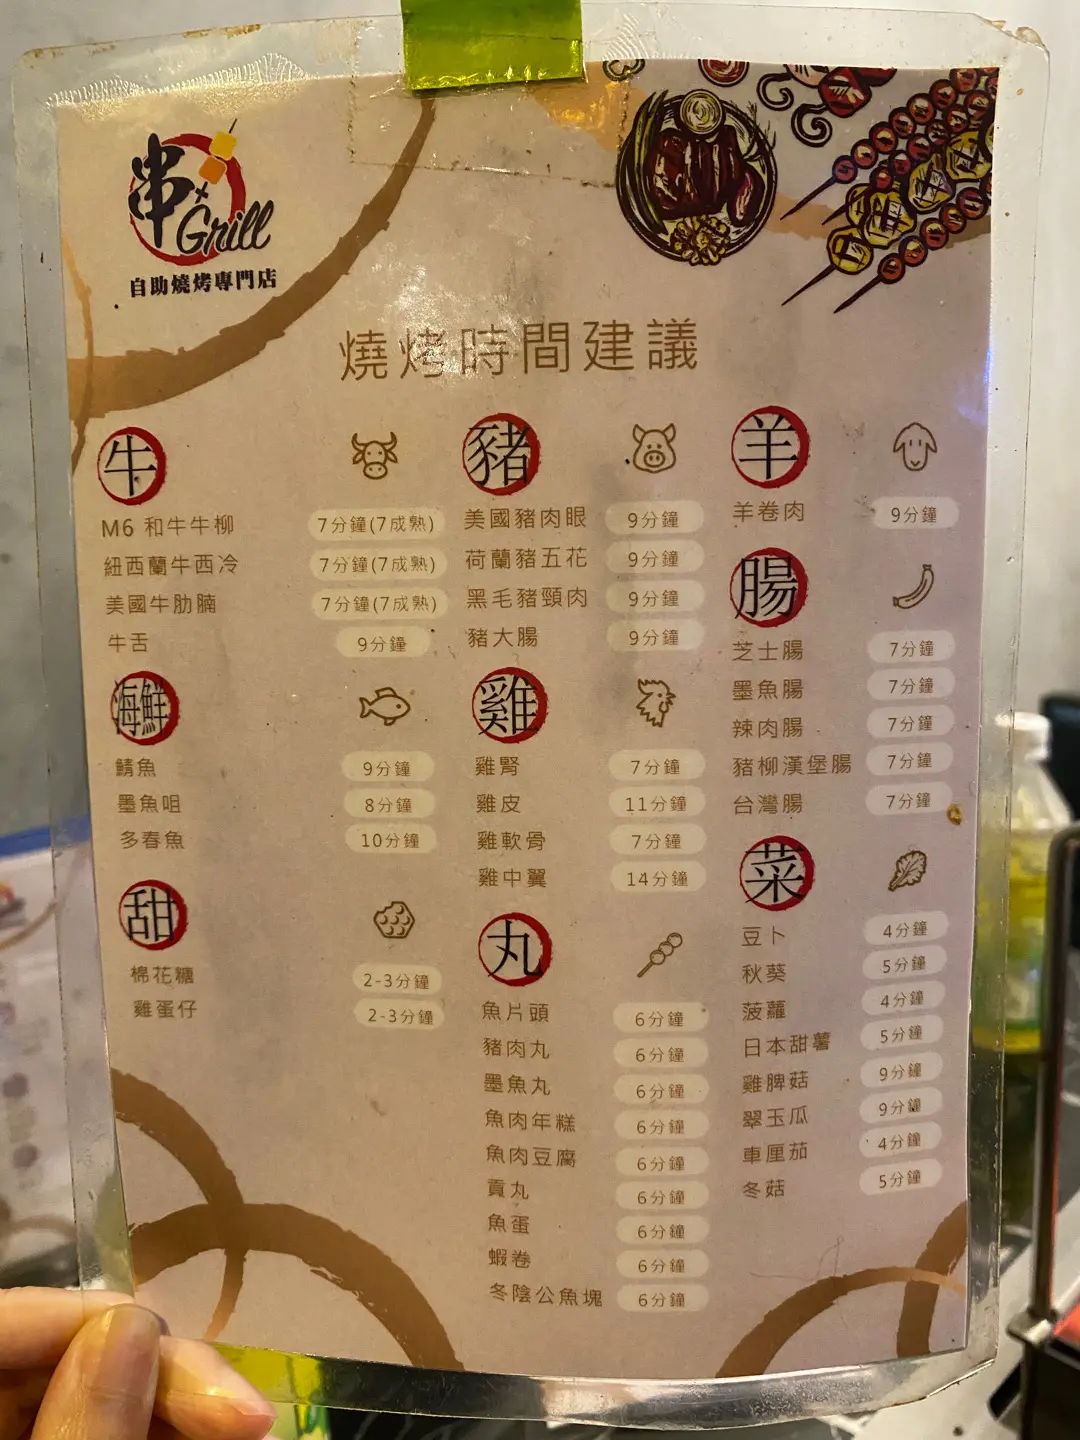 串
Grill
自助燒烤專門店
燒烤時間建議
牛
M6 和牛牛柳 7分鐘(7成熟)
紐西蘭牛西冷 7分鐘(7成熟)
美國牛肋腩 7分鐘(7成熟)
牛舌 9分鐘
海鮮
鯖魚 9分鐘
墨魚咀 8分鐘
多春魚 10分鐘
甜
棉花糖 2-3分鐘
雞蛋仔 2-3分鐘
豬
美國豬肉眼 9分鐘
荷蘭豬五花 9分鐘
黑毛豬頸肉 9分鐘
豬大腸 9分鐘
雞
雞腎 7分鐘
雞皮 11分鐘
雞軟骨 7分鐘
雞中翼 14分鐘
丸
魚片頭 6分鐘
豬肉丸 6分鐘
墨魚丸 6分鐘
魚肉年糕 6分鐘
魚肉豆腐 6分鐘
貢丸 6分鐘
魚蛋 6分鐘
蝦卷 6分鐘
冬陰公魚塊 6分鐘
羊
羊卷肉 9分鐘
腸
芝士腸 7分鐘
墨魚腸 7分鐘
辣肉腸 7分鐘
豬柳漢堡腸 7分鐘
台灣腸 7分鐘
菜
豆卜 4分鐘
秋葵 5分鐘
菠蘿 4分鐘
日本甜薯 5分鐘
雞脾菇 9分鐘
翠玉瓜 9分鐘
車厘茄 4分鐘
冬菇 5分鐘